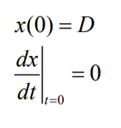 x(0) = D
dx/dt|t=0 = 0